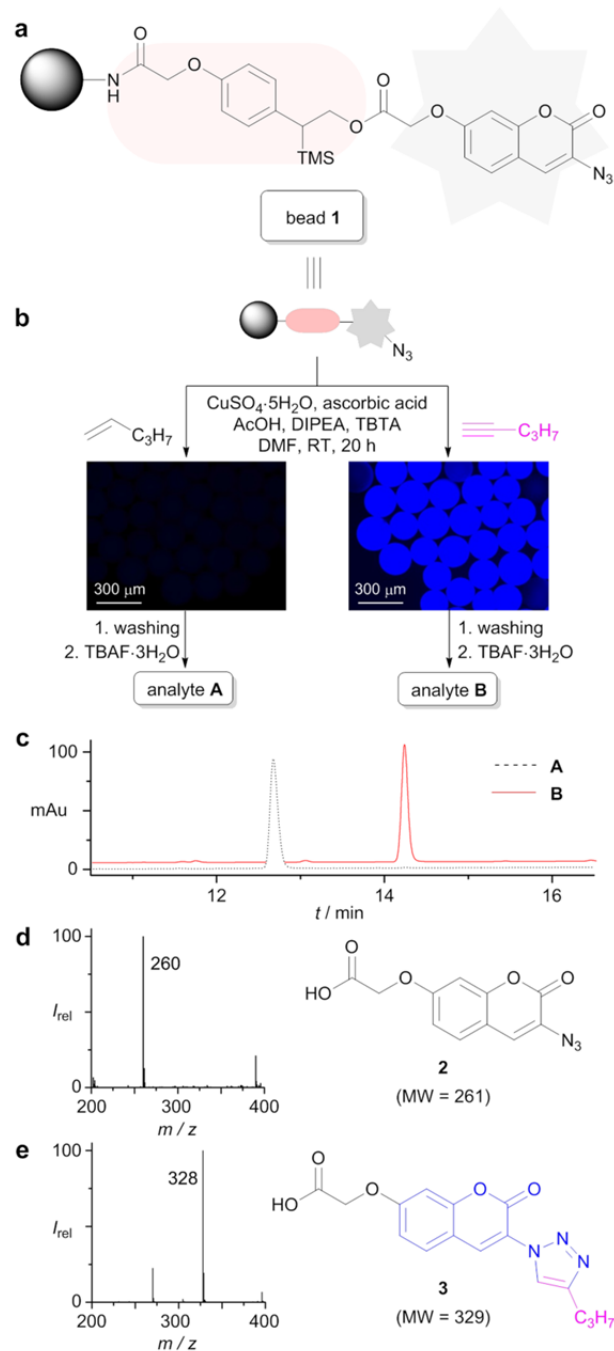 a
O
N
H
O
TMS
O
O
O
O
O
N₃
bead 1
b
N₃
C₃H₇
CuSO₄·5H₂O, ascorbic acid
AcOH, DIPEA, TBTA
DMF, RT, 20 h
C₃H₇
300 μm
300 μm
1. washing
2. TBAF·3H₂O
1. washing
2. TBAF·3H₂O
analyte A
analyte B
c
100
mAu
0
A
B
12
14
16
t / min
d
100
260
Irel
0
200
300
400
m / z
O
HO
O
O
O
N₃
2
(MW = 261)
e
100
328
Irel
0
200
300
400
m / z
O
HO
O
O
O
N
N
N
C₃H₇
3
(MW = 329)